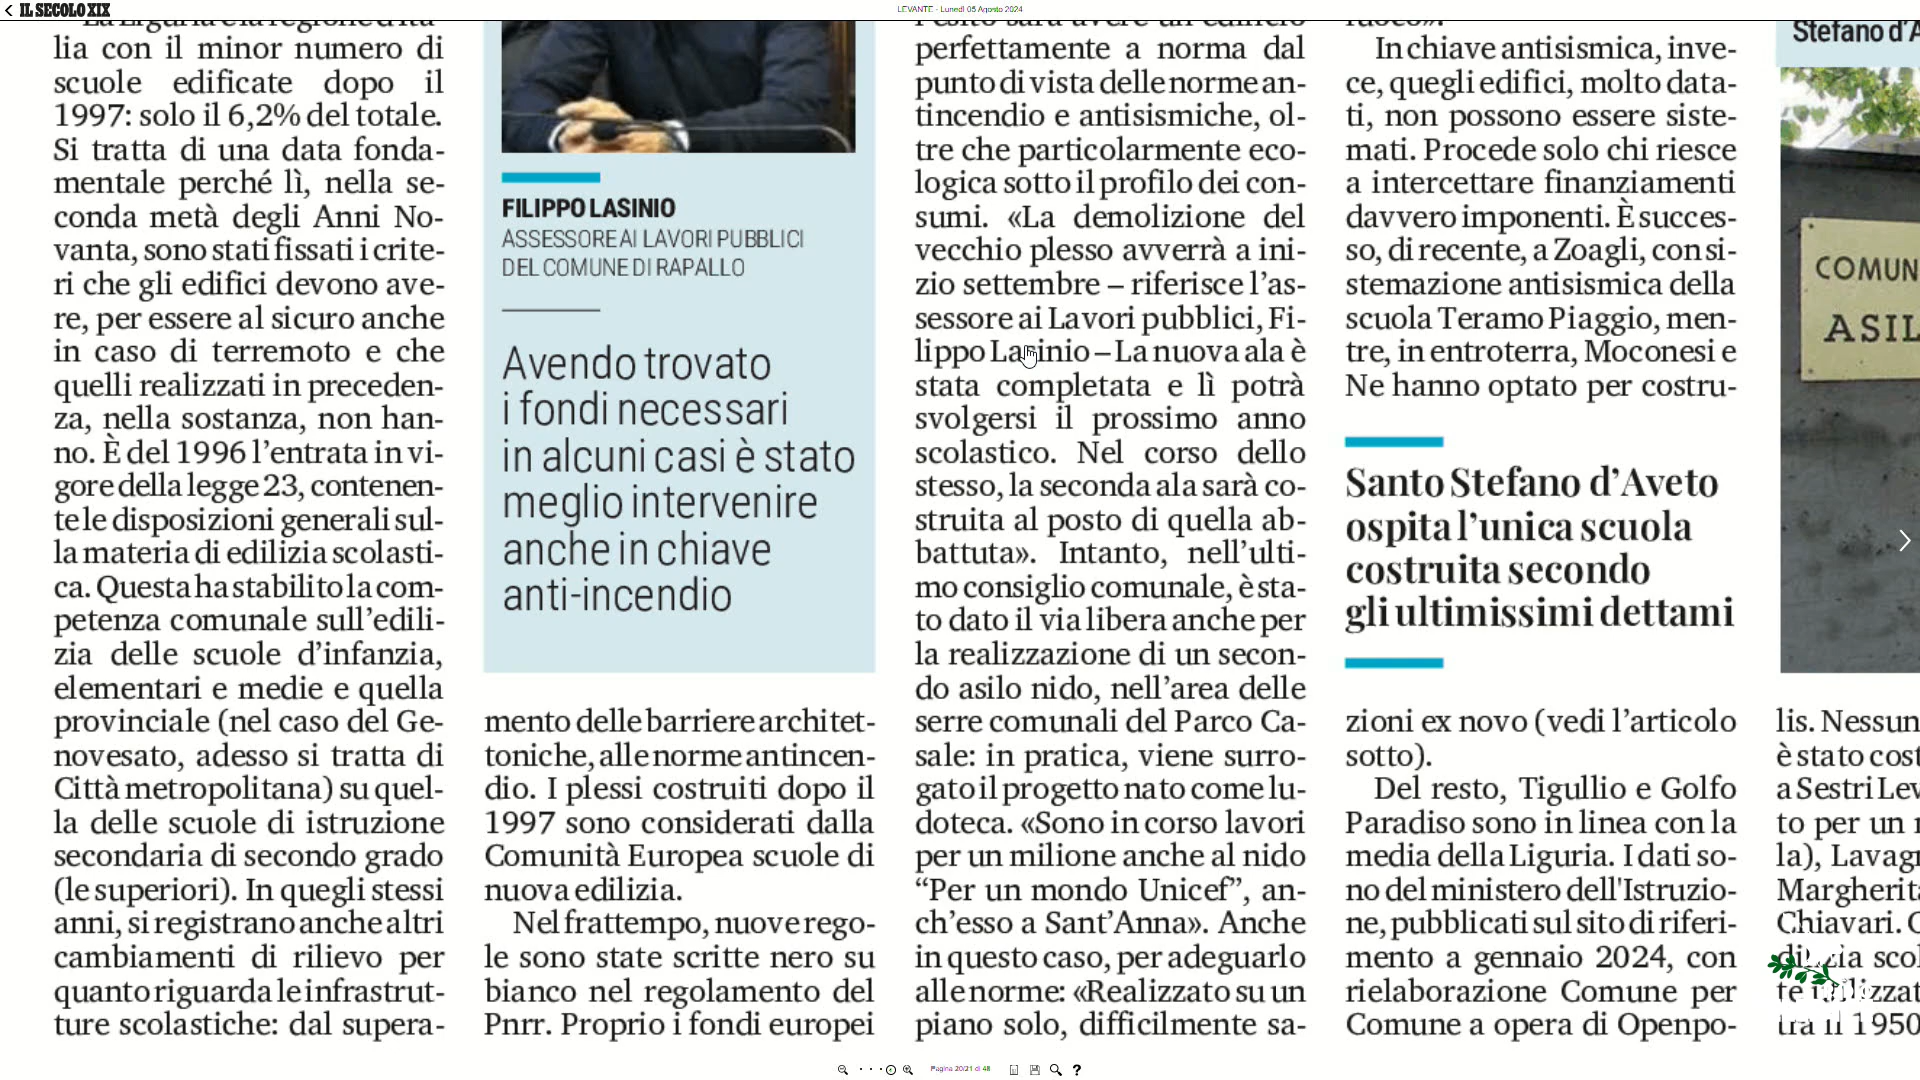 IL SECOLO XIX
LEVANTE - Lunedì 05 Agosto 2024
lia con il minor numero di
scuole edificate dopo il
1997: solo il 6,2% del totale.
Si tratta di una data fonda-
mentale perché lì, nella se-
conda metà degli Anni No-
vanta, sono stati fissati i crite-
ri che gli edifici devono ave-
re, per essere al sicuro anche
in caso di terremoto e che
quelli realizzati in preceden-
za, nella sostanza, non han-
no. È del 1996 l'entrata in vi-
gore della legge 23, contenen-
te le disposizioni generali sul-
la materia di edilizia scolasti-
ca. Questa ha stabilito la com-
petenza comunale sull'edili-
zia delle scuole d'infanzia,
elementari e medie e quella
provinciale (nel caso del Ge-
novesato, adesso si tratta di
Città metropolitana) su quel-
la delle scuole di istruzione
secondaria di secondo grado
(le superiori). In quegli stessi
anni, si registrano anche altri
cambiamenti di rilievo per
quanto riguarda le infrastrut-
ture scolastiche: dal supera-
FILIPPO LASINIO
ASSESSORE AI LAVORI PUBBLICI
DEL COMUNE DI RAPALLO
Avendo trovato
i fondi necessari
in alcuni casi è stato
meglio intervenire
anche in chiave
anti-incendio
mento delle barriere architet-
toniche, alle norme antincen-
dio. I plessi costruiti dopo il
1997 sono considerati dalla
Comunità Europea scuole di
nuova edilizia.
Nel frattempo, nuove rego-
le sono state scritte nero su
bianco nel regolamento del
Pnrr. Proprio i fondi europei
perfettamente a norma dal
punto di vista delle norme an-
tincendio e antisismiche, ol-
tre che particolarmente eco-
logica sotto il profilo dei con-
sumi. «La demolizione del
vecchio plesso avverrà a ini-
zio settembre – riferisce l'as-
sessore ai Lavori pubblici, Fi-
lippo Lasinio – La nuova ala è
stata completata e lì potrà
svolgersi il prossimo anno
scolastico. Nel corso dello
stesso, la seconda ala sarà co-
struita al posto di quella ab-
battuta». Intanto, nell'ulti-
mo consiglio comunale, è sta-
to dato il via libera anche per
la realizzazione di un secon-
do asilo nido, nell'area delle
serre comunali del Parco Ca-
sale: in pratica, viene surro-
gato il progetto nato come lu-
doteca. «Sono in corso lavori
per un milione anche al nido
“Per un mondo Unicef”, an-
ch'esso a Sant'Anna». Anche
in questo caso, per adeguarlo
alle norme: «Realizzato su un
piano solo, difficilmente sa-
In chiave antisismica, inve-
ce, quegli edifici, molto data-
ti, non possono essere siste-
mati. Procede solo chi riesce
a intercettare finanziamenti
davvero imponenti. È succes-
so, di recente, a Zoagli, con si-
stemazione antisismica della
scuola Teramo Piaggio, men-
tre, in entroterra, Moconesi e
Ne hanno optato per costru-
Santo Stefano d'Aveto
ospita l'unica scuola
costruita secondo
gli ultimissimi dettami
zioni ex novo (vedi l'articolo
sotto).
Del resto, Tigullio e Golfo
Paradiso sono in linea con la
media della Liguria. I dati so-
no del ministero dell'Istruzio-
ne, pubblicati sul sito di riferi-
mento a gennaio 2024, con
rielaborazione Comune per
Comune a opera di Openpo-
Stefano d'A
COMUN
ASIL
lis. Nessun
è stato cost
a Sestri Lev
to per un
la), Lavag
Margherit
Chiavari.
tra il 1950
Pagina 20/21 di 48